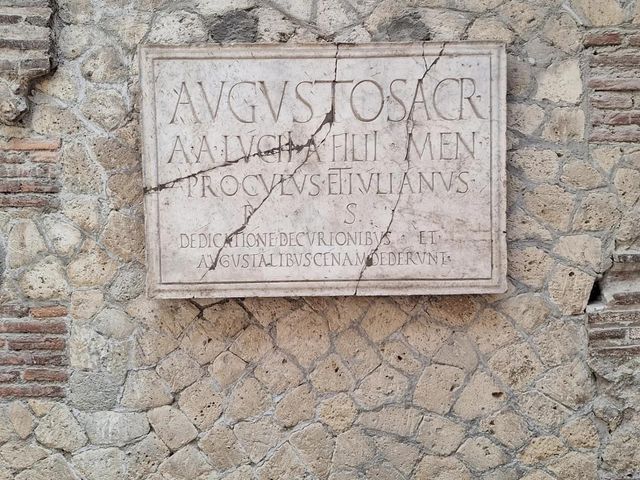 AVGVSTO SACR
A A LVCII A FILII MEN
PROCVLVS ET IVLIANVS
P S
DEDICATIONE DECVRIONIBVS ET
AVGVSTALIBVS CENAM DEDERVNT